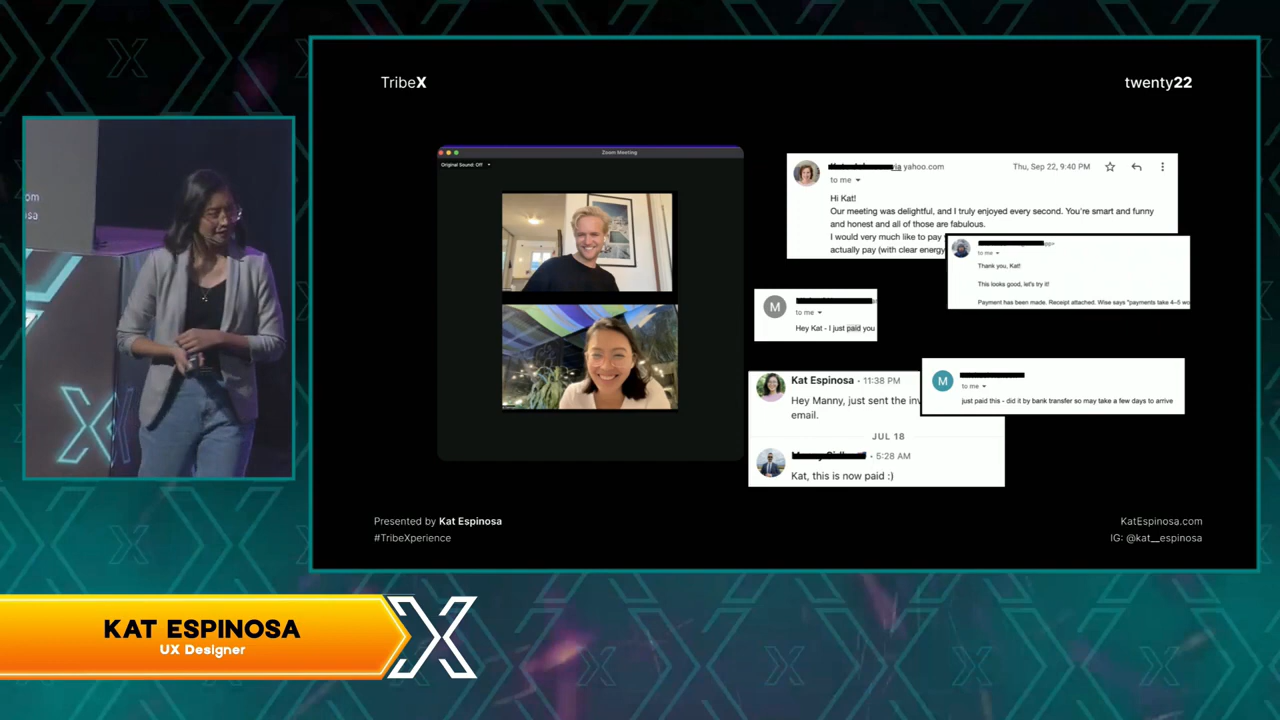 TribeX
twenty22
om
sa
Zoom Meeting
Original Sound: Off
yahoo.com
Thu, Sep 22, 9:40 PM
to me
Hi Kat!
Our meeting was delightful, and I truly enjoyed every second. You're smart and funny
and honest and all of those are fabulous.
I would very much like to pay
actually pay (with clear energy
to me
Thank you, Kat!
This looks good, let's try it!
Payment has been made. Receipt attached. Wise says "payments take 4–5 wo
M
to me
Hey Kat - I just paid you
Kat Espinosa • 11:38 PM
Hey Manny, just sent the inv
email.
JUL 18
• 5:28 AM
Kat, this is now paid :)
M
to me
just paid this - did it by bank transfer so may take a few days to arrive
Presented by Kat Espinosa
#TribeXperience
KatEspinosa.com
IG: @kat__espinosa
KAT ESPINOSA
UX Designer
X